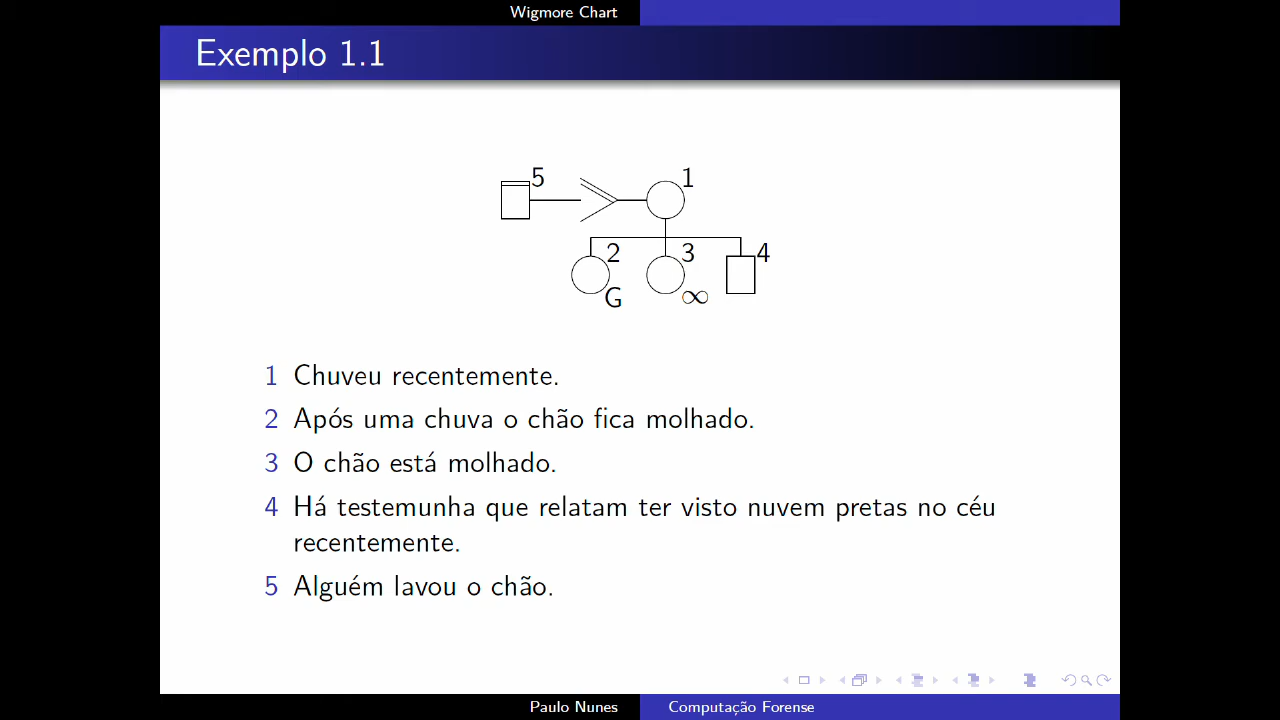 Wigmore Chart
Exemplo 1.1
5
1
2
3
4
G
∞
1 Chuveu recentemente.
2 Após uma chuva o chão fica molhado.
3 O chão está molhado.
4 Há testemunha que relatam ter visto nuvem pretas no céu
recentemente.
5 Alguém lavou o chão.
Paulo Nunes
Computação Forense